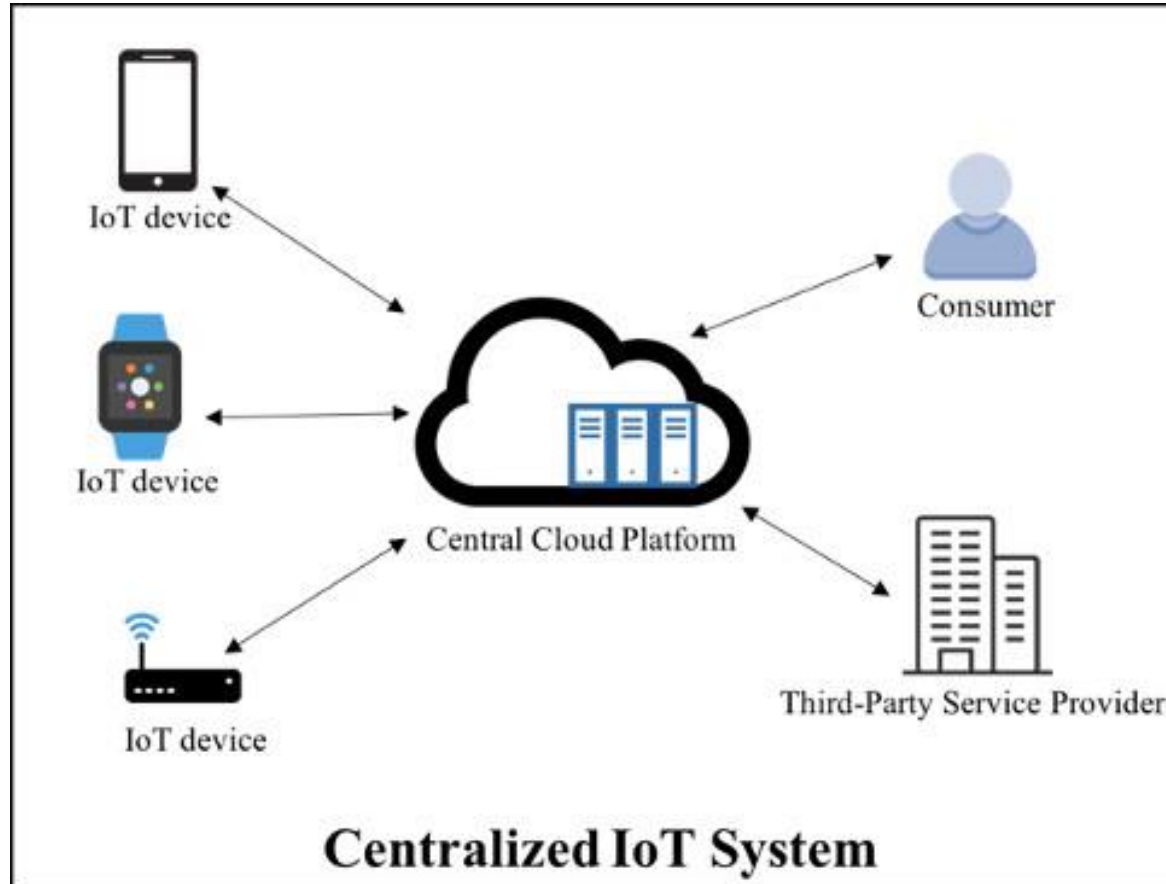 IoT device
Consumer
IoT device
Central Cloud Platform
Third-Party Service Provider
IoT device
Centralized IoT System